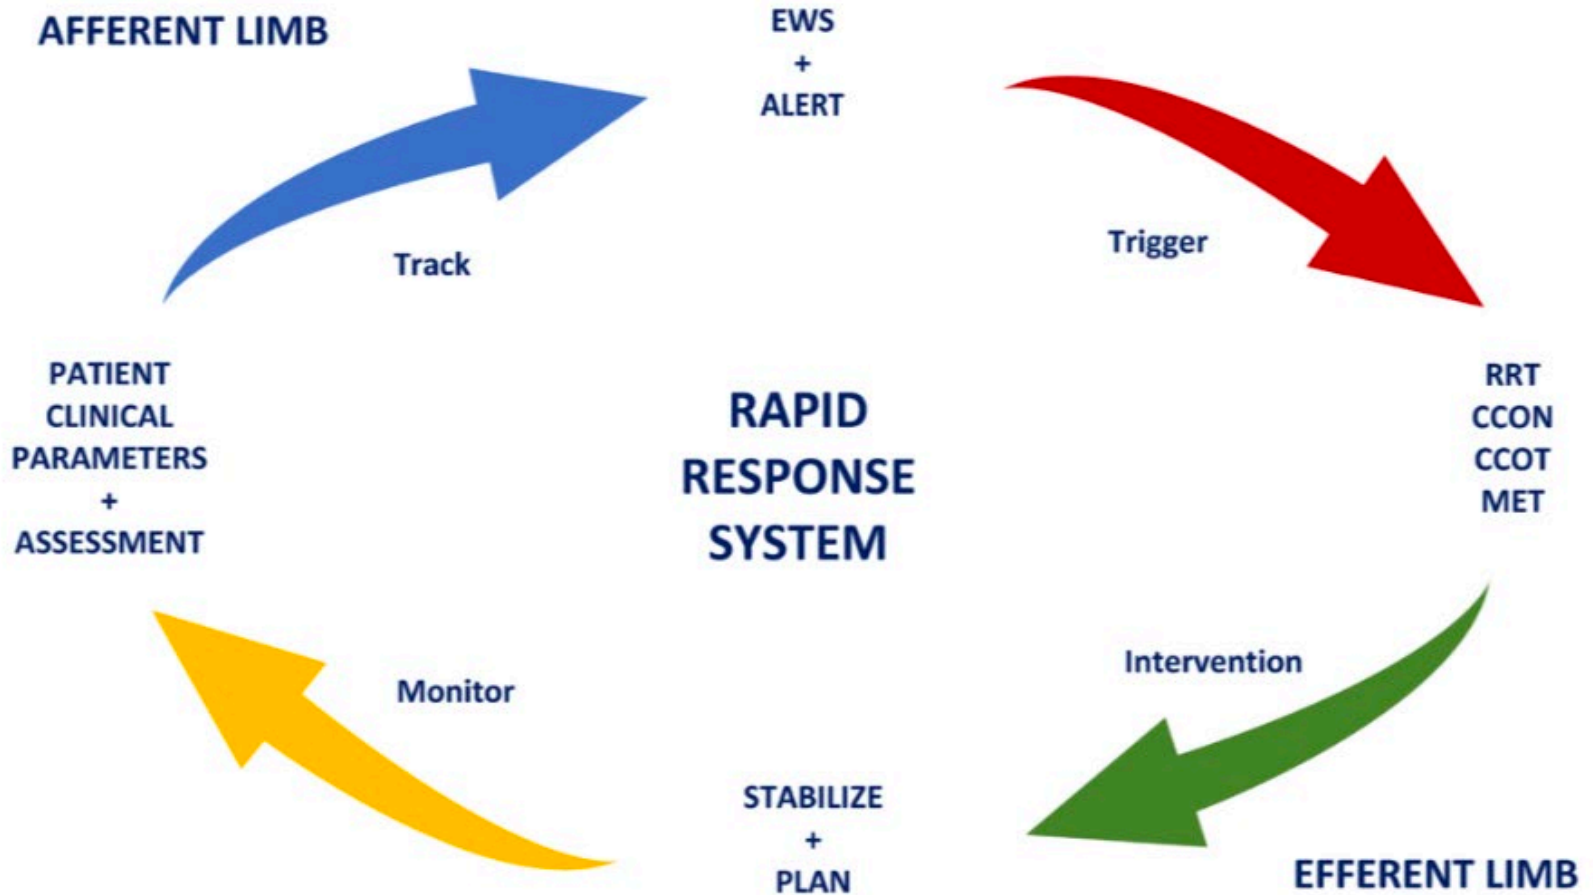 AFFERENT LIMB
EWS
+
ALERT
Track
Trigger
PATIENT
CLINICAL
PARAMETERS
+
ASSESSMENT
RAPID
RESPONSE
SYSTEM
RRT
CCON
CCOT
MET
Monitor
Intervention
STABILIZE
+
PLAN
EFFERENT LIMB